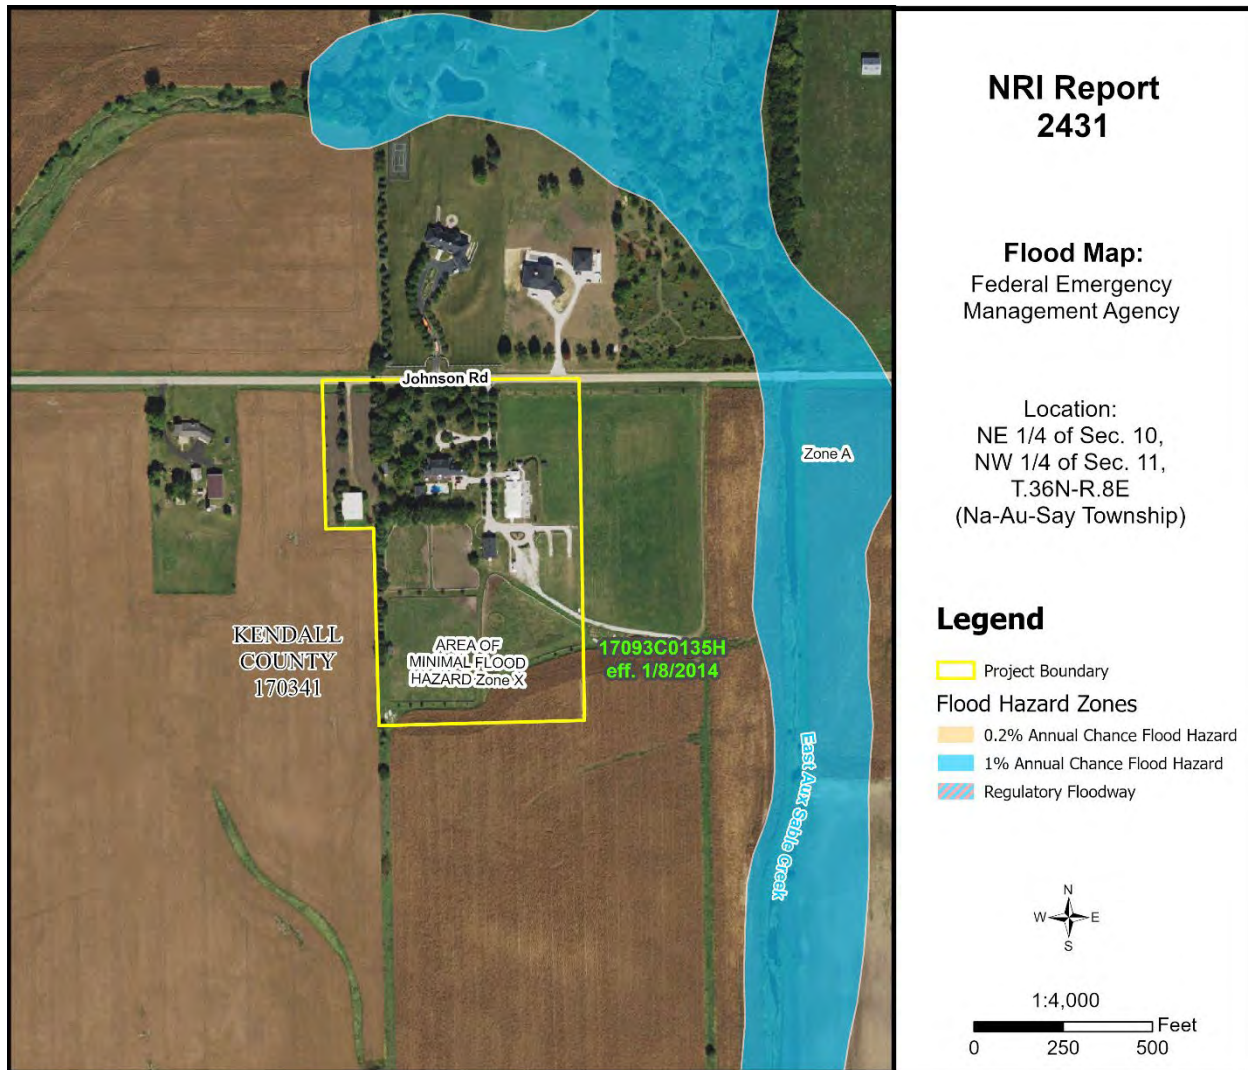 NRI Report
2431
Flood Map:
Federal Emergency
Management Agency
Location:
NE 1/4 of Sec. 10,
NW 1/4 of Sec. 11,
T.36N-R.8E
(Na-Au-Say Township)
Legend
Project Boundary
Flood Hazard Zones
0.2% Annual Chance Flood Hazard
1% Annual Chance Flood Hazard
Regulatory Floodway
N
W E
S
1:4,000
Feet
0 250 500
Johnson Rd
Zone A
KENDALL
COUNTY
170341
AREA OF
MINIMAL FLOOD
HAZARD Zone X
17093C0135H
eff. 1/8/2014
East Aux Sable Creek